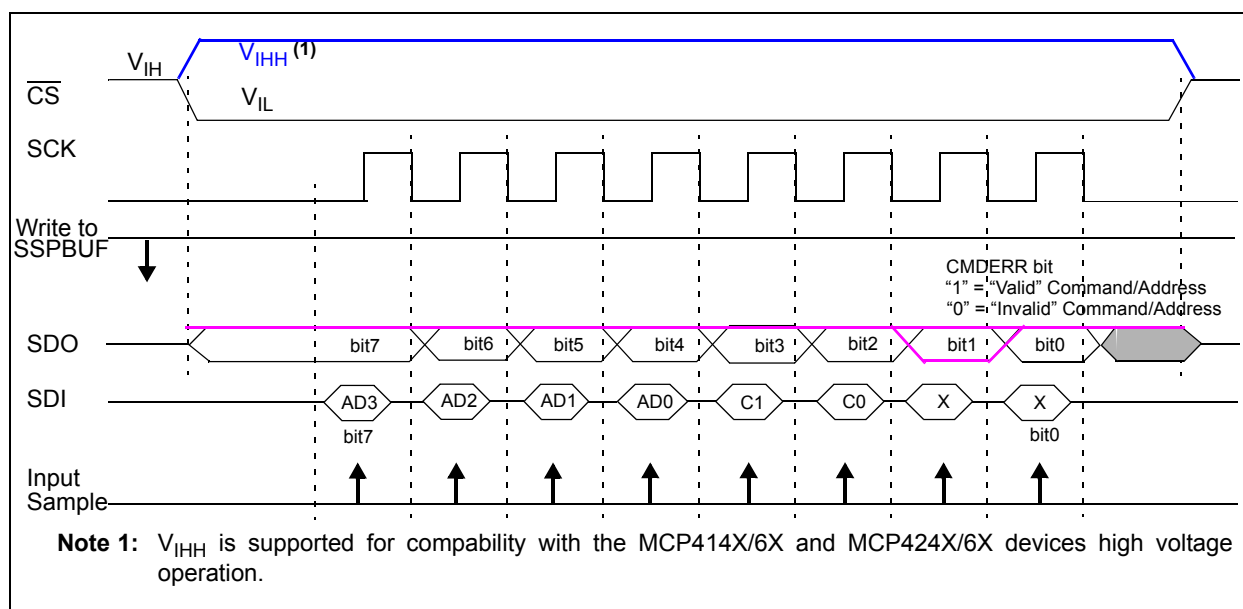 V_IH
V_IHH (1)
CS
V_IL
SCK
Write to
SSPBUF
CMDERR bit
“1” = “Valid” Command/Address
“0” = “Invalid” Command/Address
SDO
bit7 bit6 bit5 bit4 bit3 bit2 bit1 bit0
SDI
AD3 AD2 AD1 AD0 C1 C0 X X
bit7 bit0
Input
Sample
Note 1: V_IHH is supported for compability with the MCP414X/6X and MCP424X/6X devices high voltage
operation.